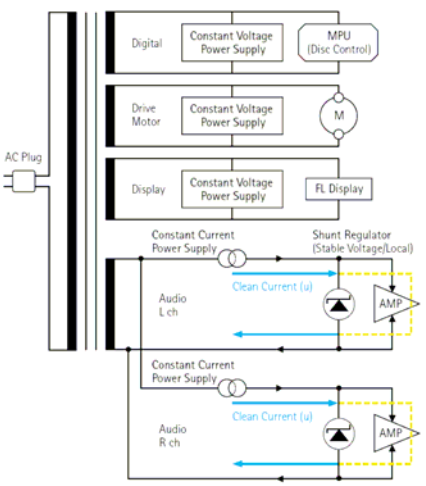 Digital
Constant Voltage
Power Supply
MPU
(Disc Control)
Drive
Motor
Constant Voltage
Power Supply
M
AC Plug
Display
Constant Voltage
Power Supply
FL Display
Constant Current
Power Supply
Shunt Regulator
(Stable Voltage/Local)
Clean Current (u)
Audio
L ch
AMP
Constant Current
Power Supply
Clean Current (u)
Audio
R ch
AMP